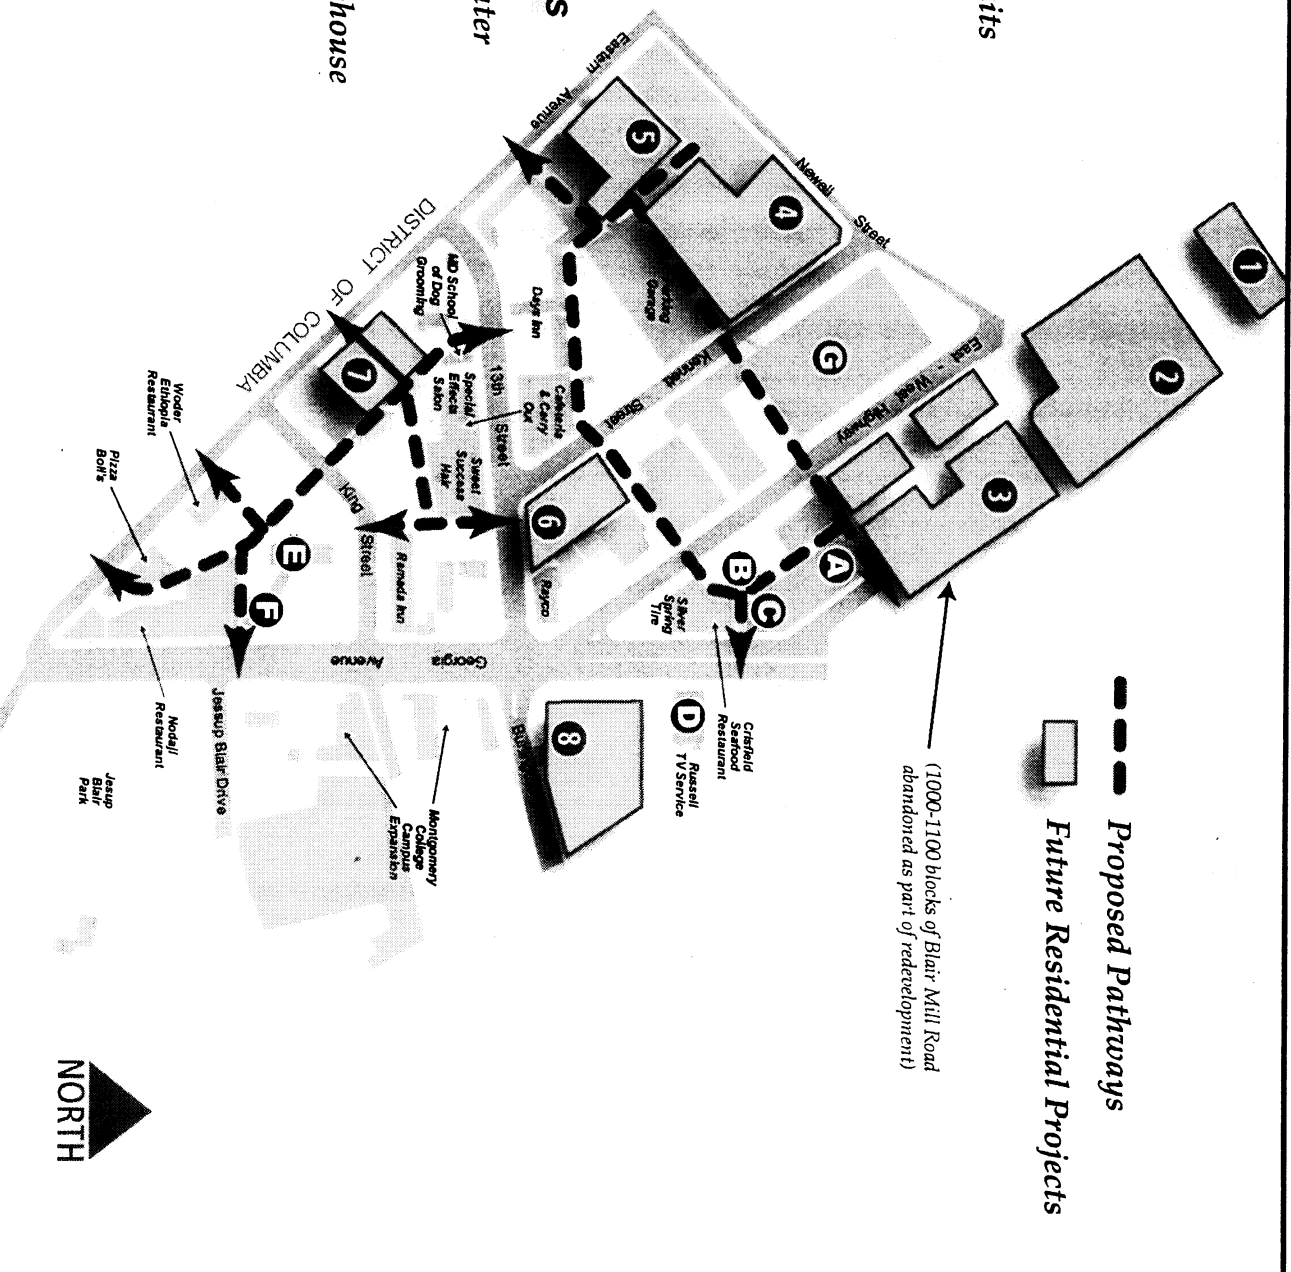 1
2
Proposed Pathways
Future Residential Projects
its
3
(1000-1100 blocks of Blair Mill Road
abandoned as part of redevelopment)
East West Highway
Newell Street
4
G
A
C
B
5
Crisfield
Seafood
Restaurant
D
Russell
TV Service
Silver
Spring
Tire
Garage
Kennett Street
Eastern Avenue
s
8
6
Rayco
Days Inn
Cafeteria
& Carry
Out
13th Street
ater
Sweet
Success
Hair
Special
Effects
Salon
MD School
of Dog
Grooming
Georgia Avenue
Montgomery
College
Campus
Expansion
Ramada Inn
King Street
7
house
DISTRICT OF COLUMBIA
E
F
Jessup Blair Drive
Woder
Ethiopia
Restaurant
Nodaji
Restaurant
Pizza
Boli's
Jesup
Blair
Park
NORTH